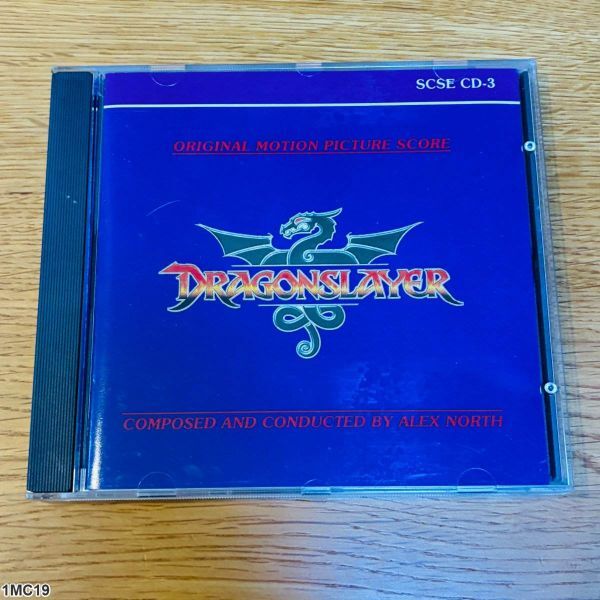 SCSE CD-3
ORIGINAL MOTION PICTURE SCORE
DRAGONSLAYER
COMPOSED AND CONDUCTED BY ALEX NORTH
1MC19